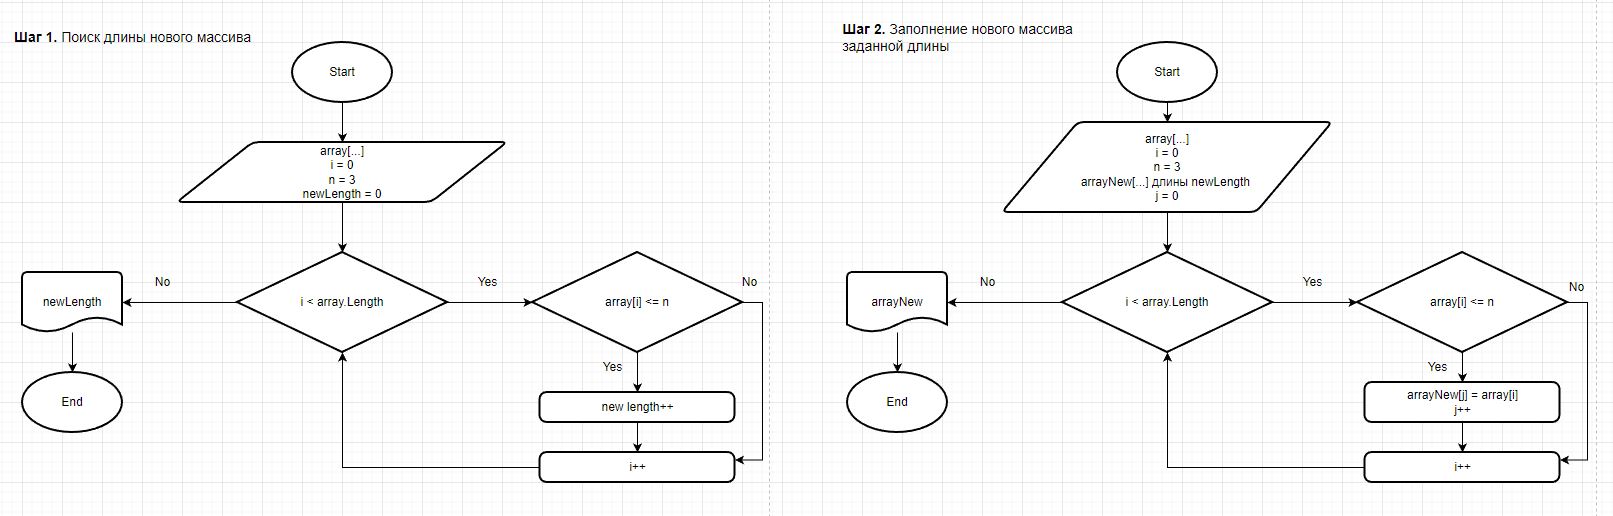 Шаг 1. Поиск длины нового массива
Start
array[...]
i = 0
n = 3
newLength = 0
i < array.Length
No
Yes
newLength
End
array[i] <= n
No
Yes
new length++
i++
Шаг 2. Заполнение нового массива
заданной длины
Start
array[...]
i = 0
n = 3
arrayNew[...] длины newLength
j = 0
i < array.Length
No
Yes
arrayNew
End
array[i] <= n
No
Yes
arrayNew[j] = array[i]
j++
i++